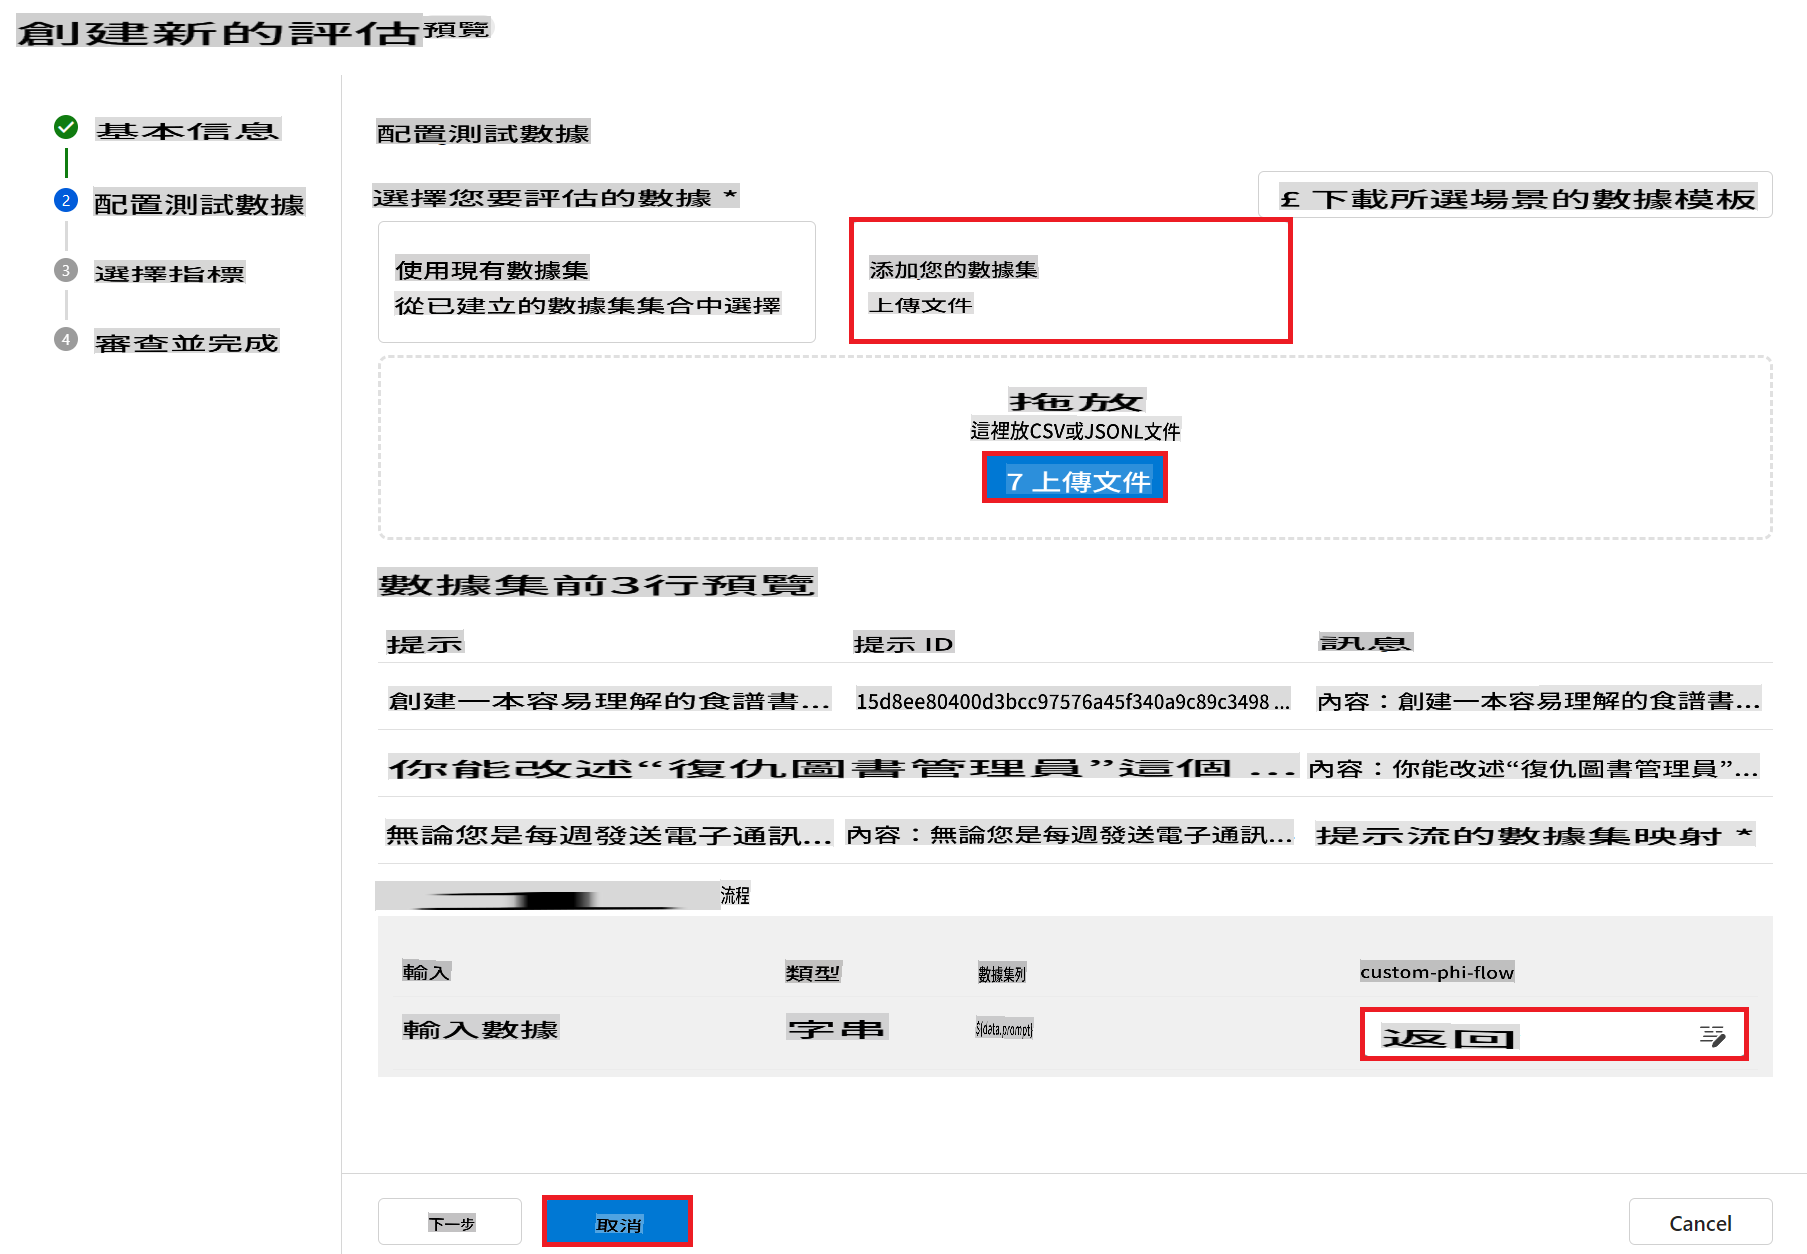 創建新的評估 預覽
基本信息
2 配置測試數據
3 選擇指標
4 審查並完成
配置測試數據
選擇您要評估的數據 *
£ 下載所選場景的數據模板
使用現有數據集
從已建立的數據集集合中選擇
添加您的數據集
上傳文件
拖放
這裡放CSV或JSONL文件
7 上傳文件
數據集前3行預覽
提示 提示 ID 訊息
創建一本容易理解的食譜書... 15d8ee80400d3bcc97576a45f340a9c89c3498 ... 內容：創建一本容易理解的食譜書...
你能改述“復仇圖書管理員”這個 ... 內容：你能改述“復仇圖書管理員”...
無論您是每週發送電子通訊... 內容：無論您是每週發送電子通訊... 提示流的數據集映射 *
流程
輸入 類型 數據集列 custom-phi-flow
輸入數據 字串 ${data.prompt} 返回
下一步 取消 Cancel